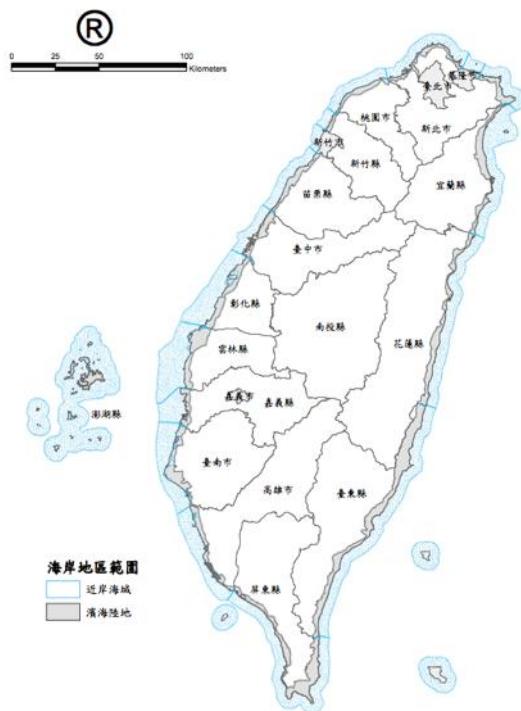 ®
0 25 50 100
Kilometers
基隆市
臺北市
桃園市
新北市
新竹市
新竹縣
宜蘭縣
苗栗縣
臺中市
彰化縣
南投縣
花蓮縣
雲林縣
澎湖縣
嘉義市
嘉義縣
臺南市
高雄市
臺東縣
屏東縣
海岸地區範圍
近岸海域
濱海陸地